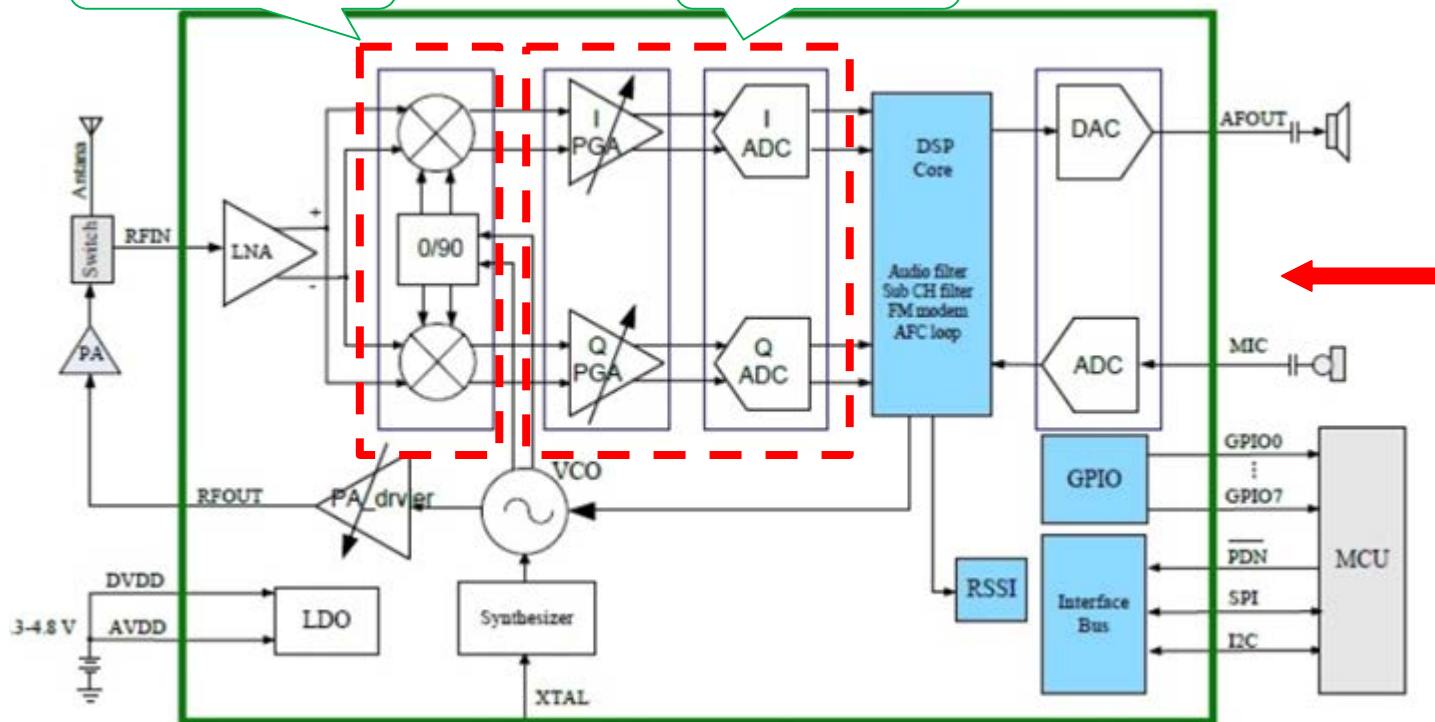 Antana
Switch
RFIN
LNA
+
-
PA
0/90
I
PGA
Q
PGA
I
ADC
Q
ADC
DSP
Core
Audio filter
Sub CH filter
FM modem
AFC loop
DAC
ADC
AFOUT
MIC
RFOUT
PA_drvier
VCO
DVDD
AVDD
.3-4.8 V
LDO
Synthesizer
XTAL
RSSI
GPIO
Interface
Bus
GPIO0
GPIO7
PDN
SPI
I2C
MCU